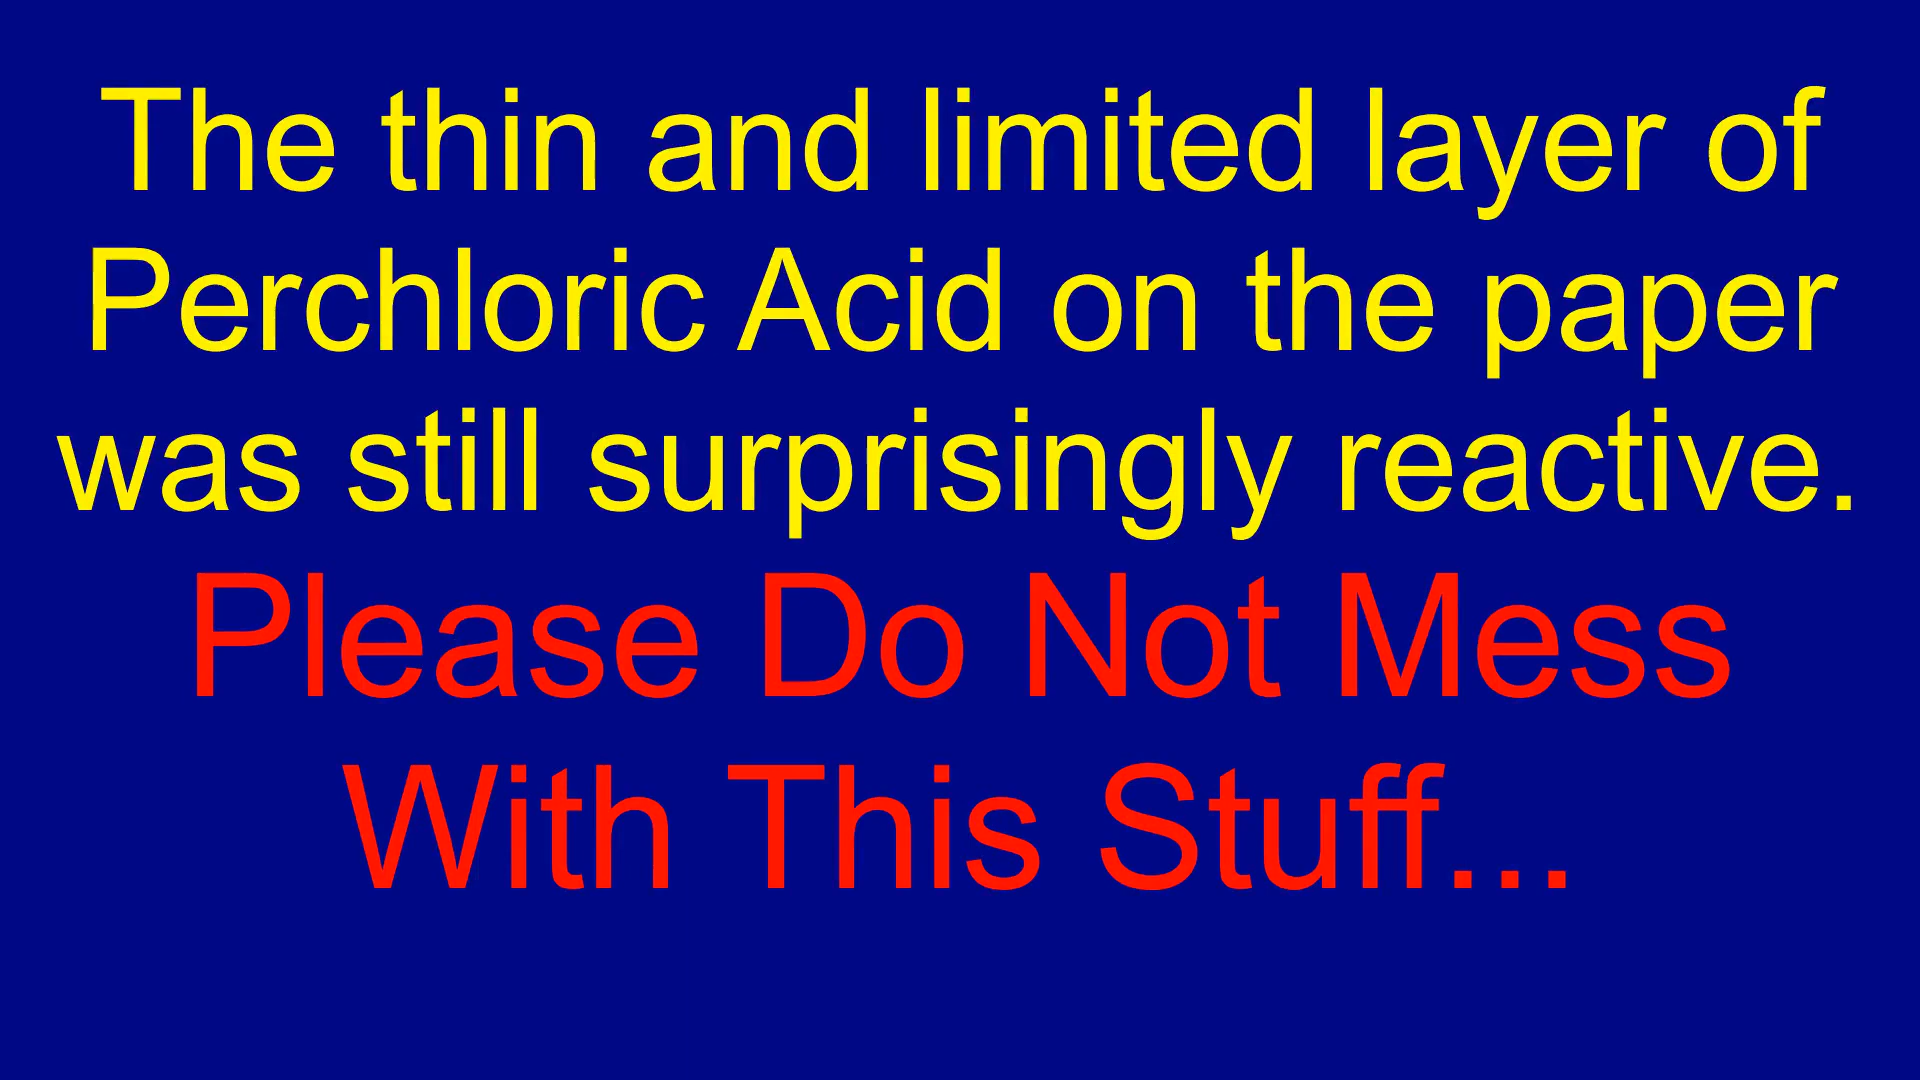 The thin and limited layer of
Perchloric Acid on the paper
was still surprisingly reactive.
Please Do Not Mess
With This Stuff...